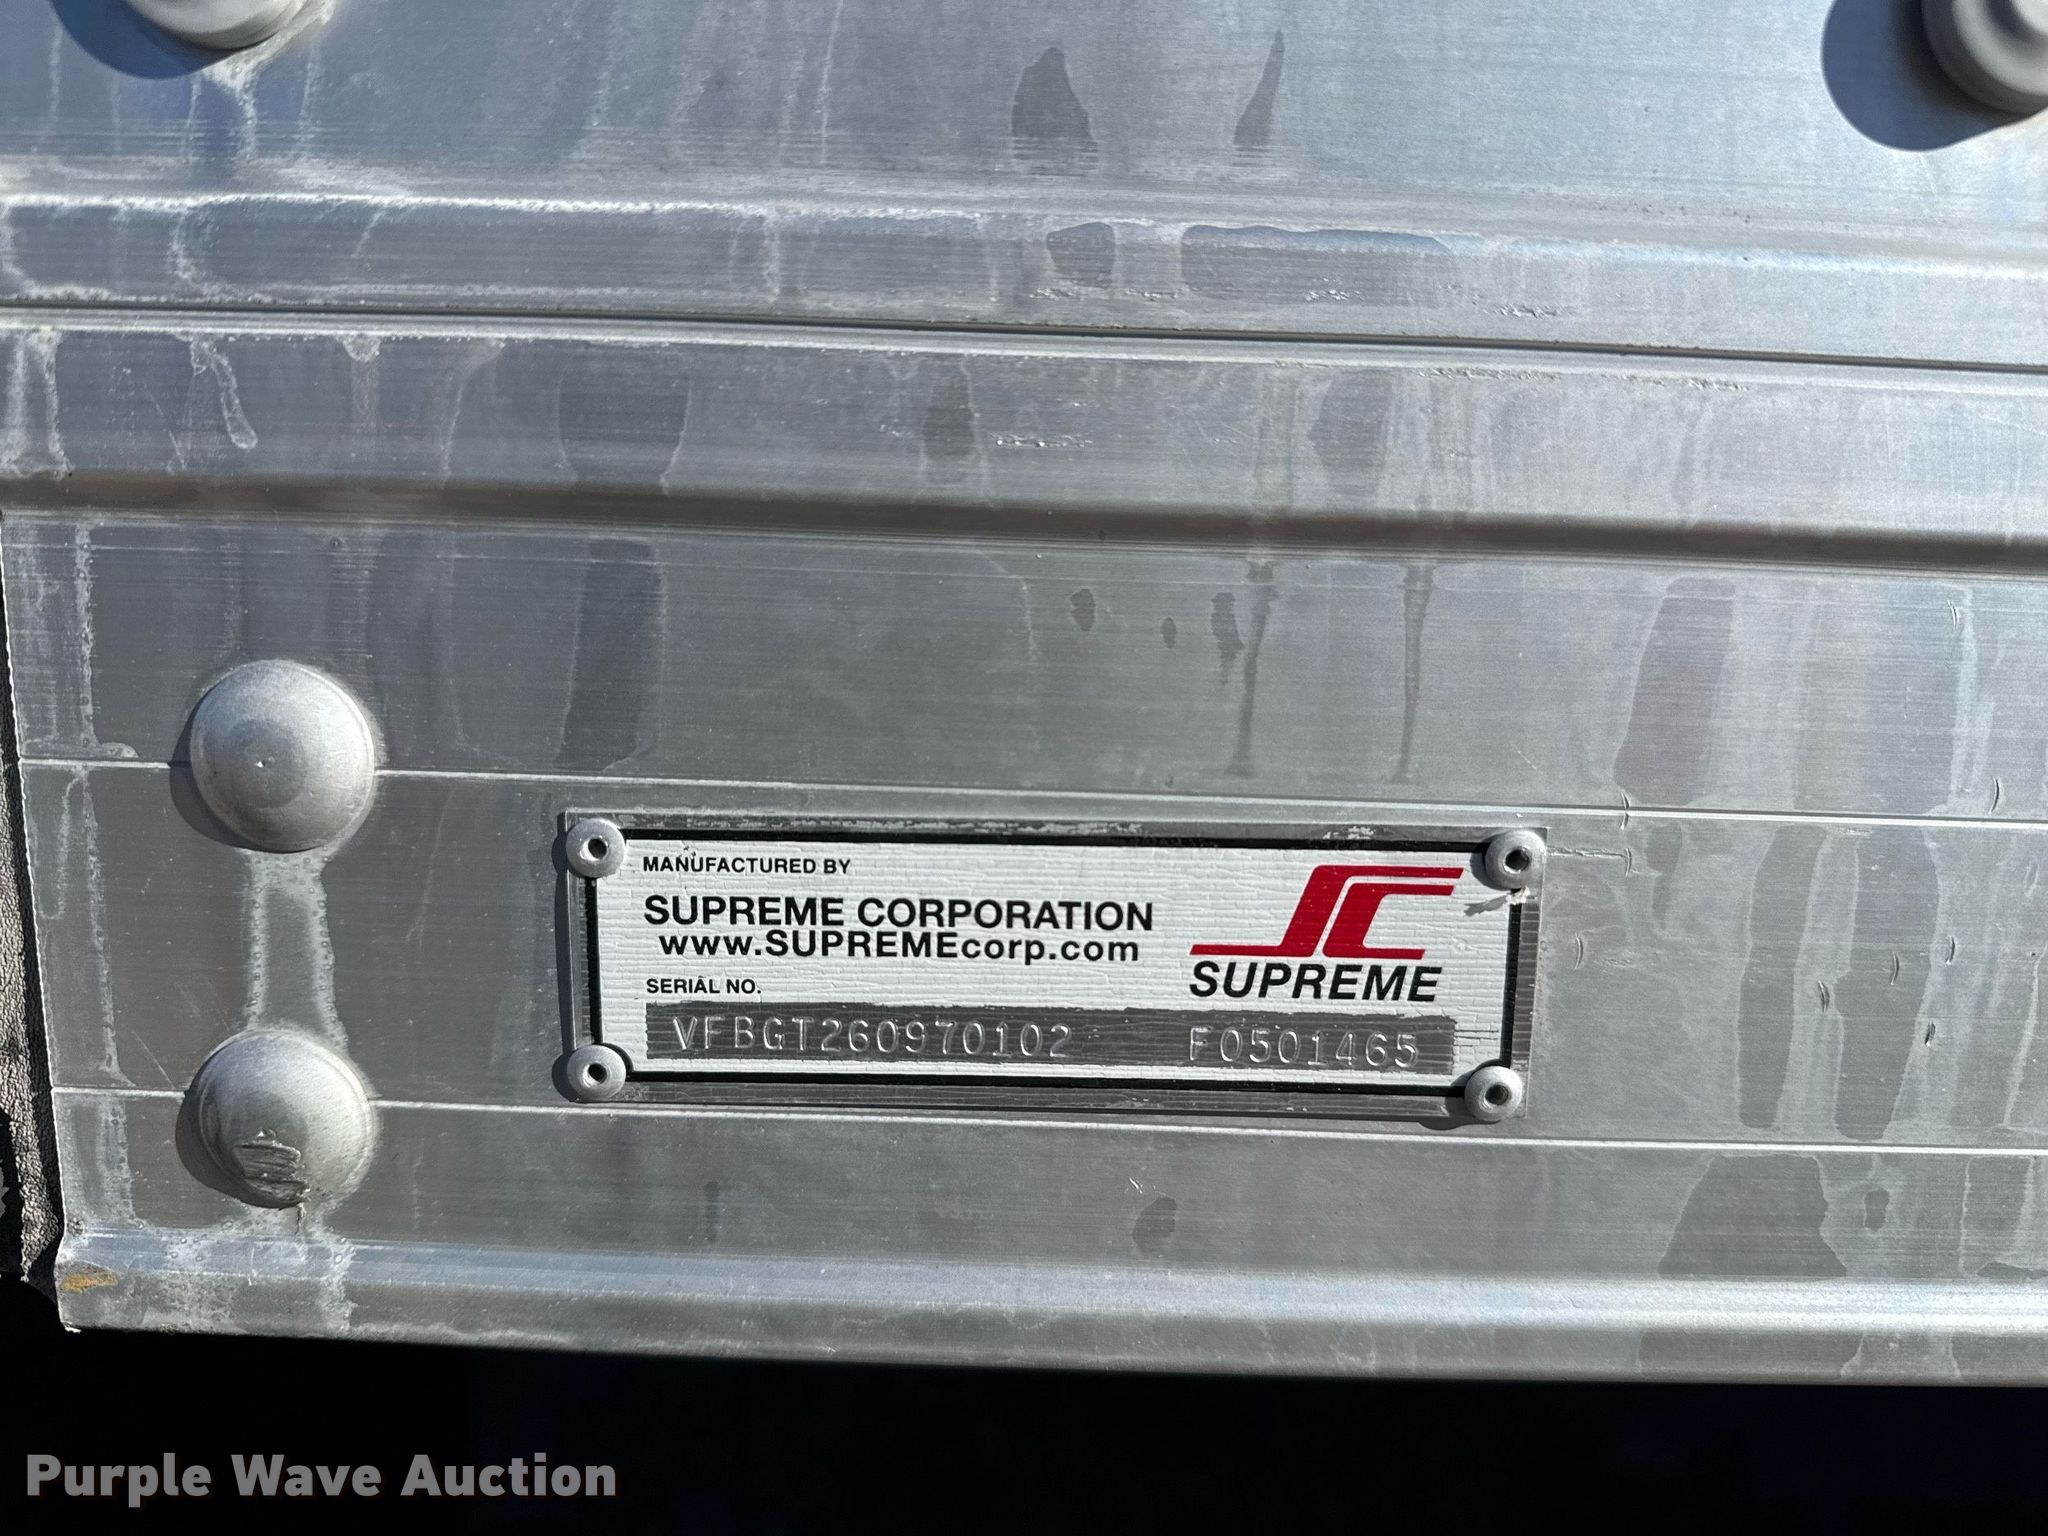 MANUFACTURED BY
SUPREME CORPORATION
www.SUPREMEcorp.com
SUPREME
SERIAL NO.
VFBGT260970102 F0501465
Purple Wave Auction